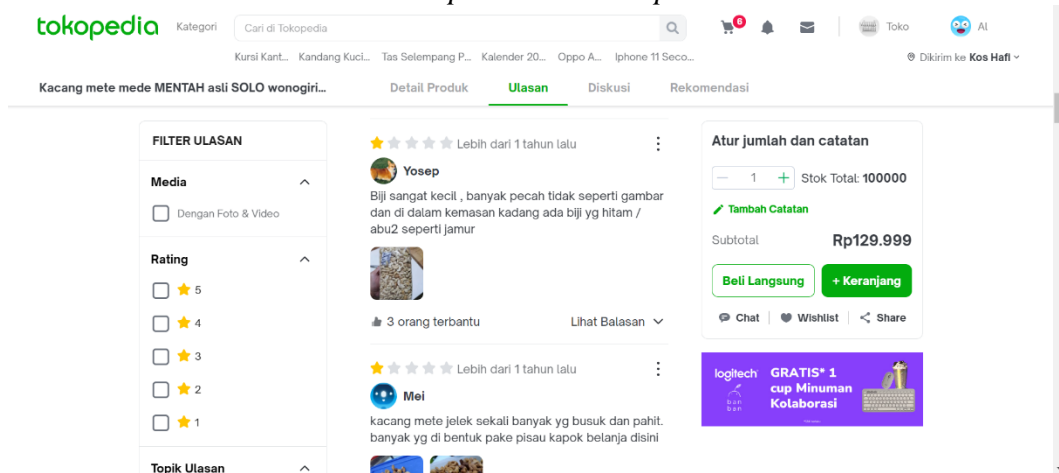 tokopedia Kategori Cari di Tokopedia 6 Toko Al
Kursi Kant... Kandang Kuci... Tas Selempang P... Kalender 20... Oppo A... Iphone 11 Seco... Dikirim ke Kos Hafl
Kacang mete mede MENTAH asli SOLO wonogiri... Detail Produk Ulasan Diskusi Rekomendasi
FILTER ULASAN
Media
Dengan Foto & Video
Rating
5
4
3
2
1
Topik Ulasan
Lebih dari 1 tahun lalu
Yosep
Biji sangat kecil , banyak pecah tidak seperti gambar
dan di dalam kemasan kadang ada biji yg hitam /
abu2 seperti jamur
3 orang terbantu Lihat Balasan
Lebih dari 1 tahun lalu
Mei
kacang mete jelek sekali banyak yg busuk dan pahit.
banyak yg di bentuk pake pisau kapok belanja disini
Atur jumlah dan catatan
1 Stok Total: 100000
Tambah Catatan
Subtotal Rp129.999
Beli Langsung + Keranjang
Chat Wishlist Share
logitech GRATIS* 1
cup Minuman
Kolaborasi
ban
ban